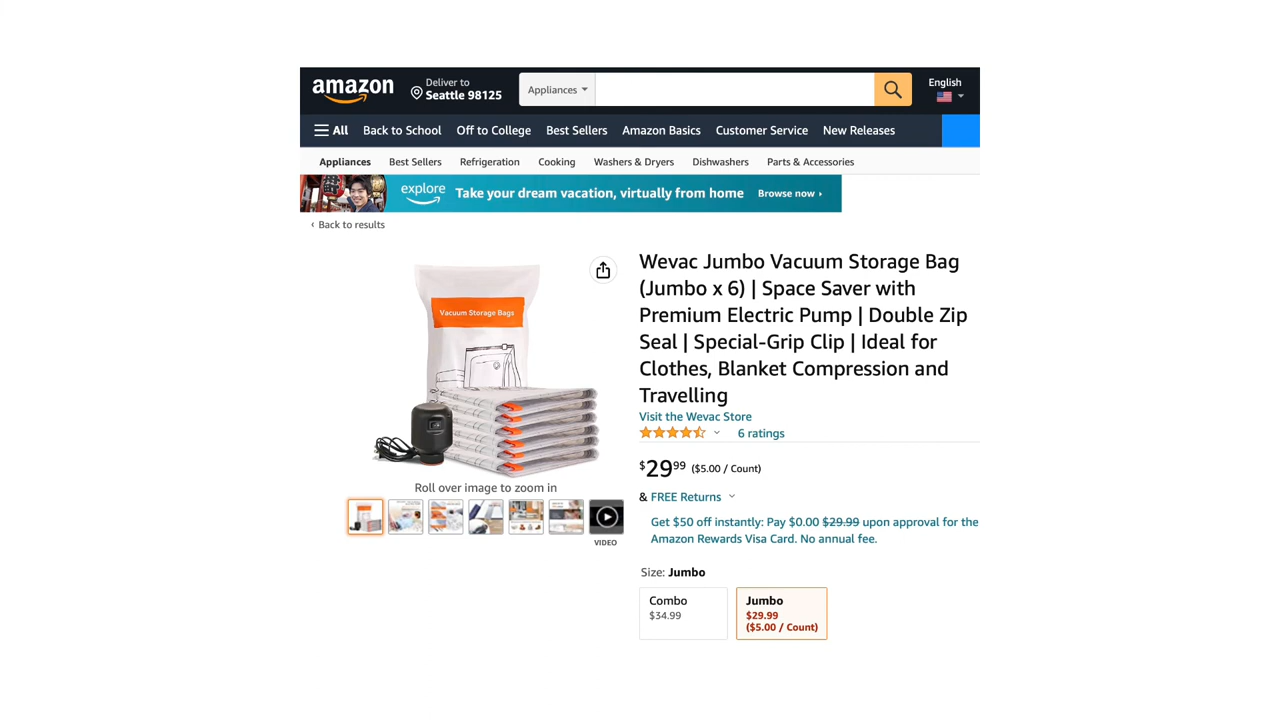 amazon
Deliver to
Seattle 98125
Appliances
English
All Back to School Off to College Best Sellers Amazon Basics Customer Service New Releases
Appliances Best Sellers Refrigeration Cooking Washers & Dryers Dishwashers Parts & Accessories
explore Take your dream vacation, virtually from home Browse now ›
‹ Back to results
Vacuum Storage Bags
Roll over image to zoom in
VIDEO
Wevac Jumbo Vacuum Storage Bag
(Jumbo x 6) | Space Saver with
Premium Electric Pump | Double Zip
Seal | Special-Grip Clip | Ideal for
Clothes, Blanket Compression and
Travelling
Visit the Wevac Store
6 ratings
$29⁹⁹ ($5.00 / Count)
& FREE Returns
Get $50 off instantly: Pay $0.00 $29.99 upon approval for the
Amazon Rewards Visa Card. No annual fee.
Size: Jumbo
Combo
$34.99
Jumbo
$29.99
($5.00 / Count)